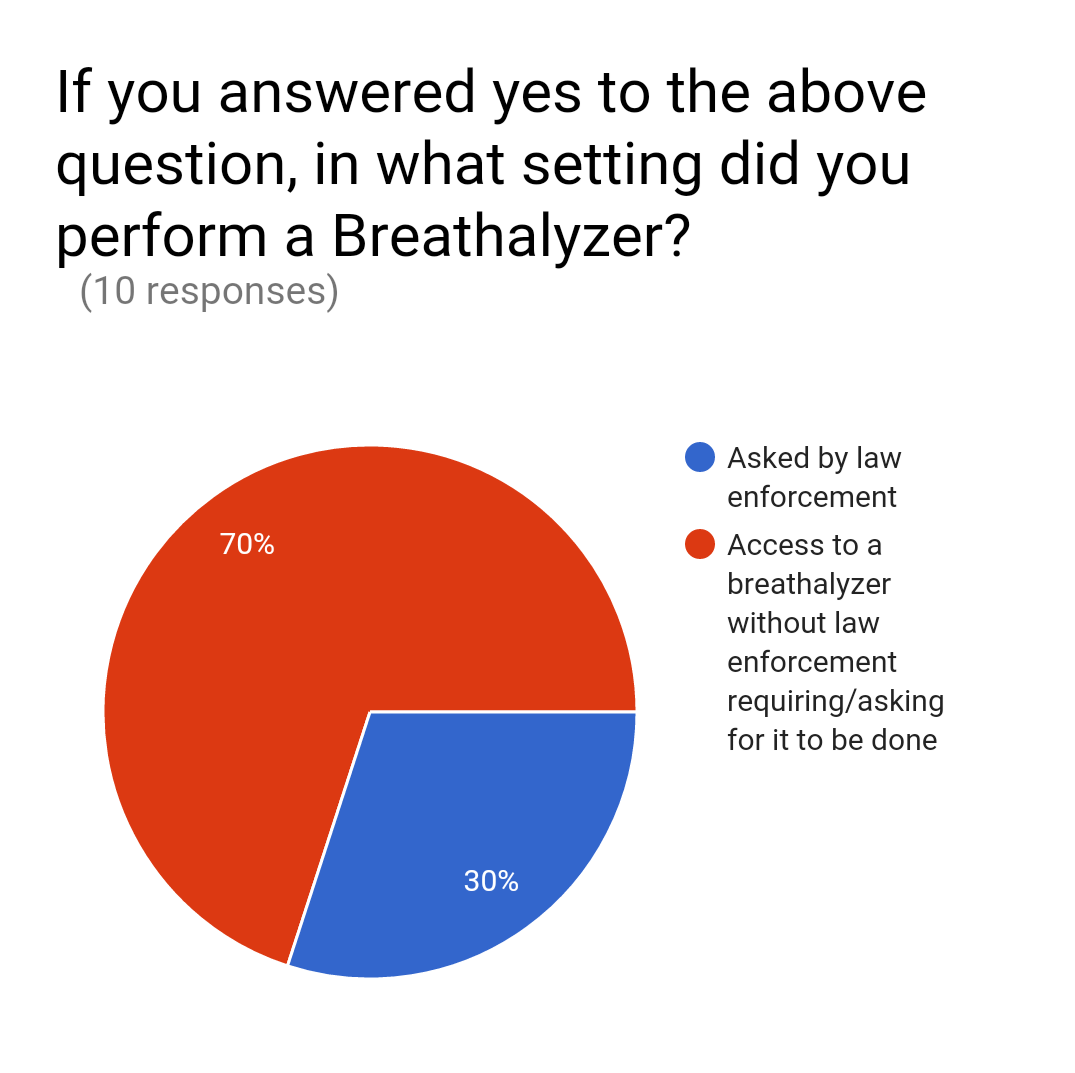 If you answered yes to the above
question, in what setting did you
perform a Breathalyzer?
(10 responses)
Asked by law
enforcement
Access to a
breathalyzer
without law
enforcement
requiring/asking
for it to be done
70%
30%